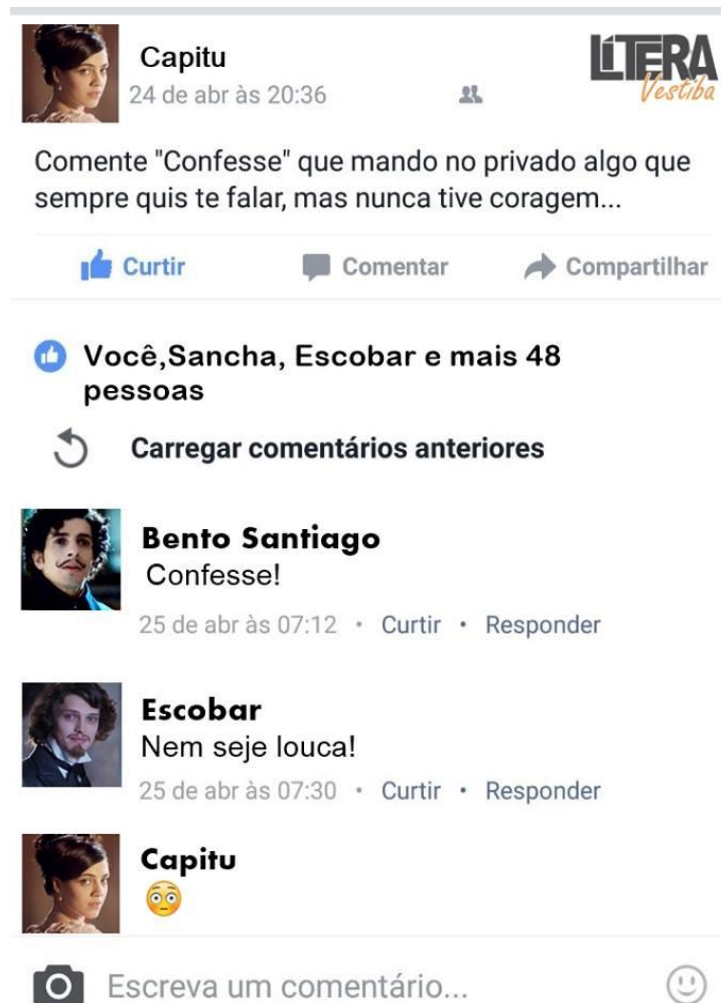 Capitu
LÍTERA
24 de abr às 20:36
Vestiba
Comente "Confesse" que mando no privado algo que
sempre quis te falar, mas nunca tive coragem...
Curtir Comentar Compartilhar
Você,Sancha, Escobar e mais 48
pessoas
Carregar comentários anteriores
Bento Santiago
Confesse!
25 de abr às 07:12 • Curtir • Responder
Escobar
Nem seje louca!
25 de abr às 07:30 • Curtir • Responder
Capitu
😳
Escreva um comentário...